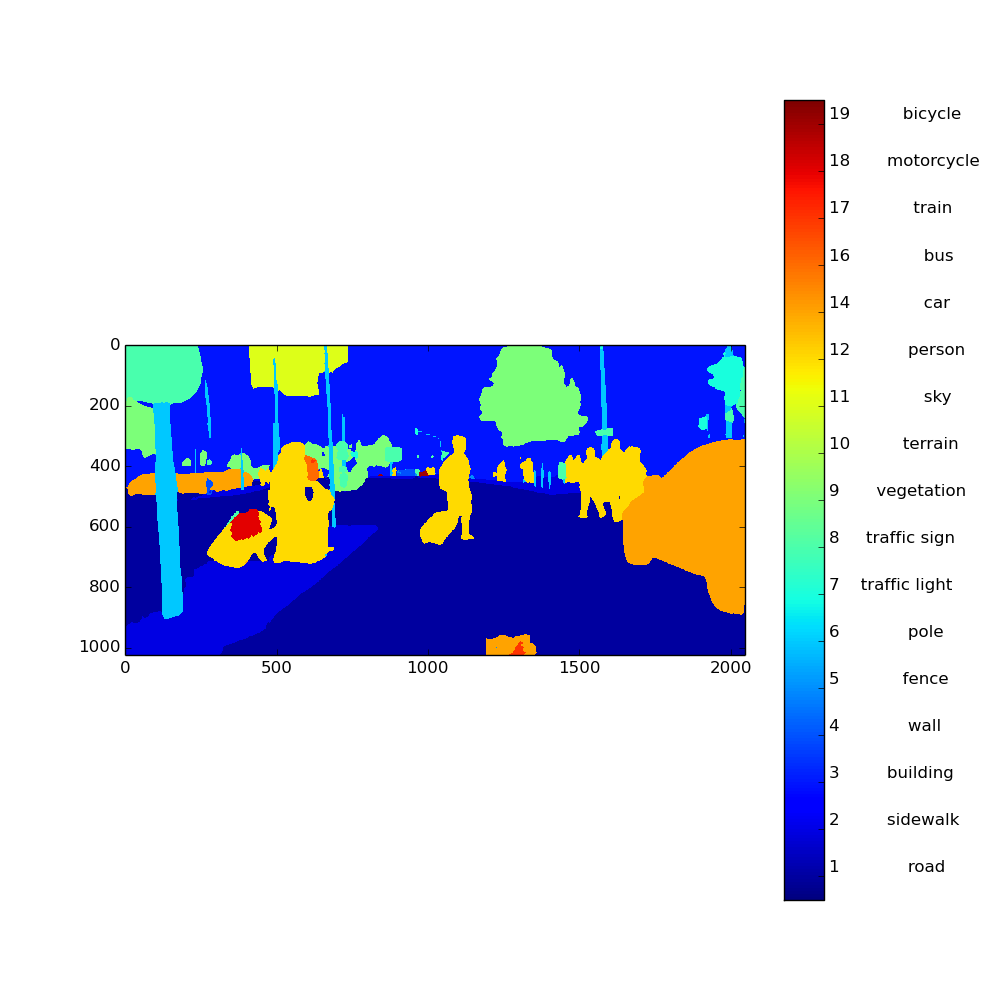 19 bicycle
18 motorcycle
17 train
16 bus
14 car
12 person
11 sky
10 terrain
9 vegetation
8 traffic sign
7 traffic light
6 pole
5 fence
4 wall
3 building
2 sidewalk
1 road
0
200
400
600
800
1000
0 500 1000 1500 2000